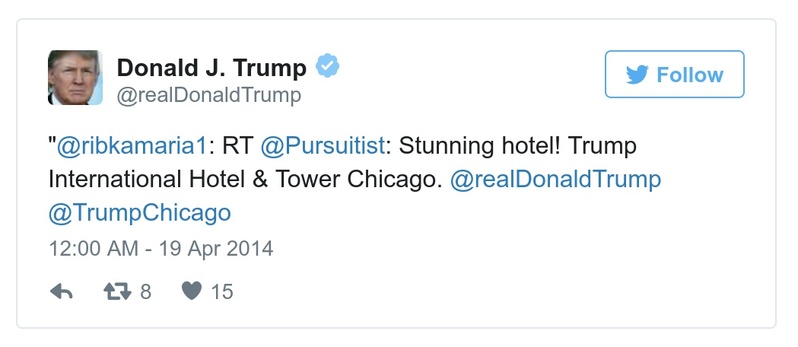 Donald J. Trump
@realDonaldTrump
Follow
"@ribkamaria1: RT @Pursuitist: Stunning hotel! Trump
International Hotel & Tower Chicago. @realDonaldTrump
@TrumpChicago
12:00 AM - 19 Apr 2014
8 15